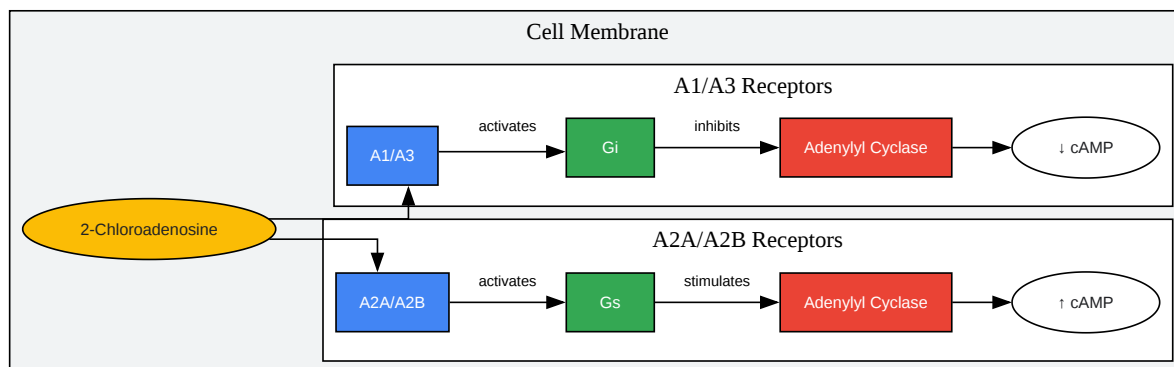 Cell Membrane
A1/A3 Receptors
A1/A3
activates
Gi
inhibits
Adenylyl Cyclase
↓ cAMP
2-Chloroadenosine
A2A/A2B Receptors
A2A/A2B
activates
Gs
stimulates
Adenylyl Cyclase
↑ cAMP